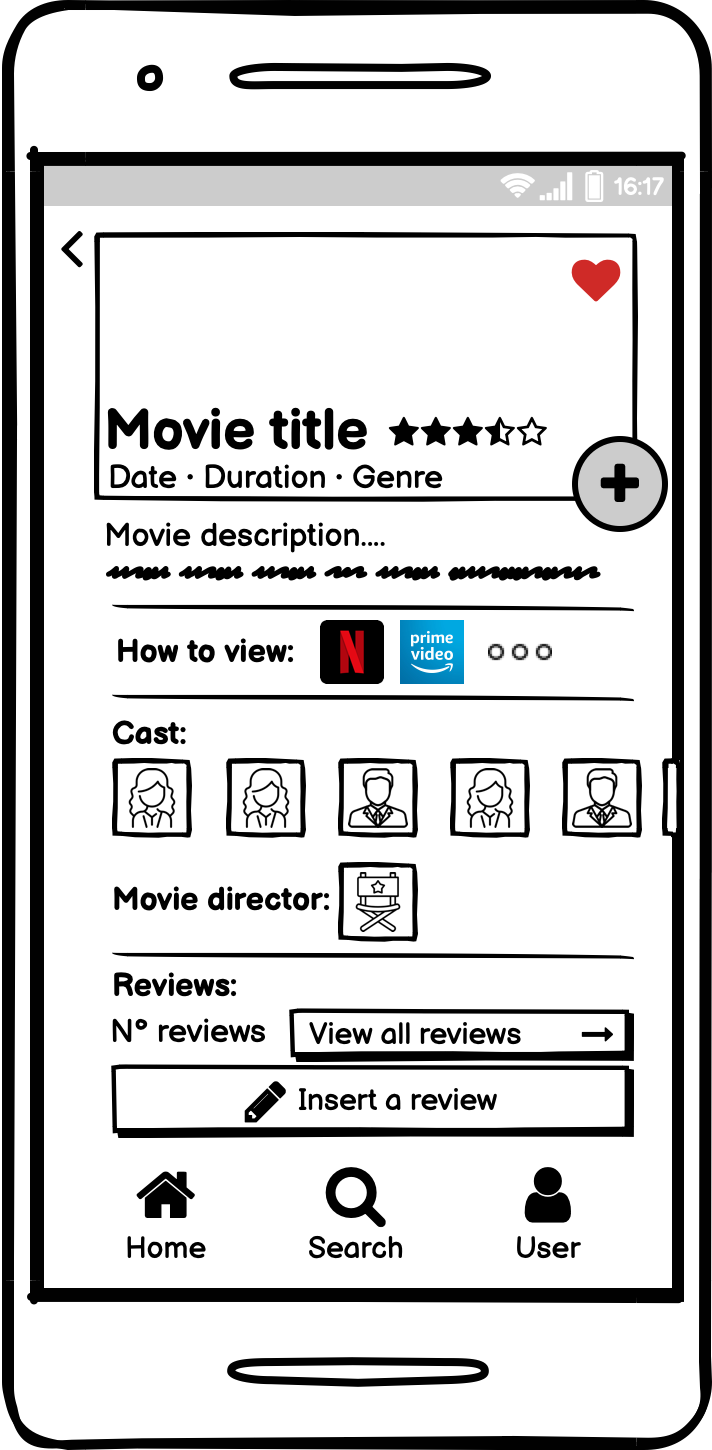 16:17
Movie title
Date · Duration · Genre
Movie description....
How to view: N prime video
Cast:
Movie director:
Reviews:
N° reviews View all reviews →
Insert a review
Home Search User